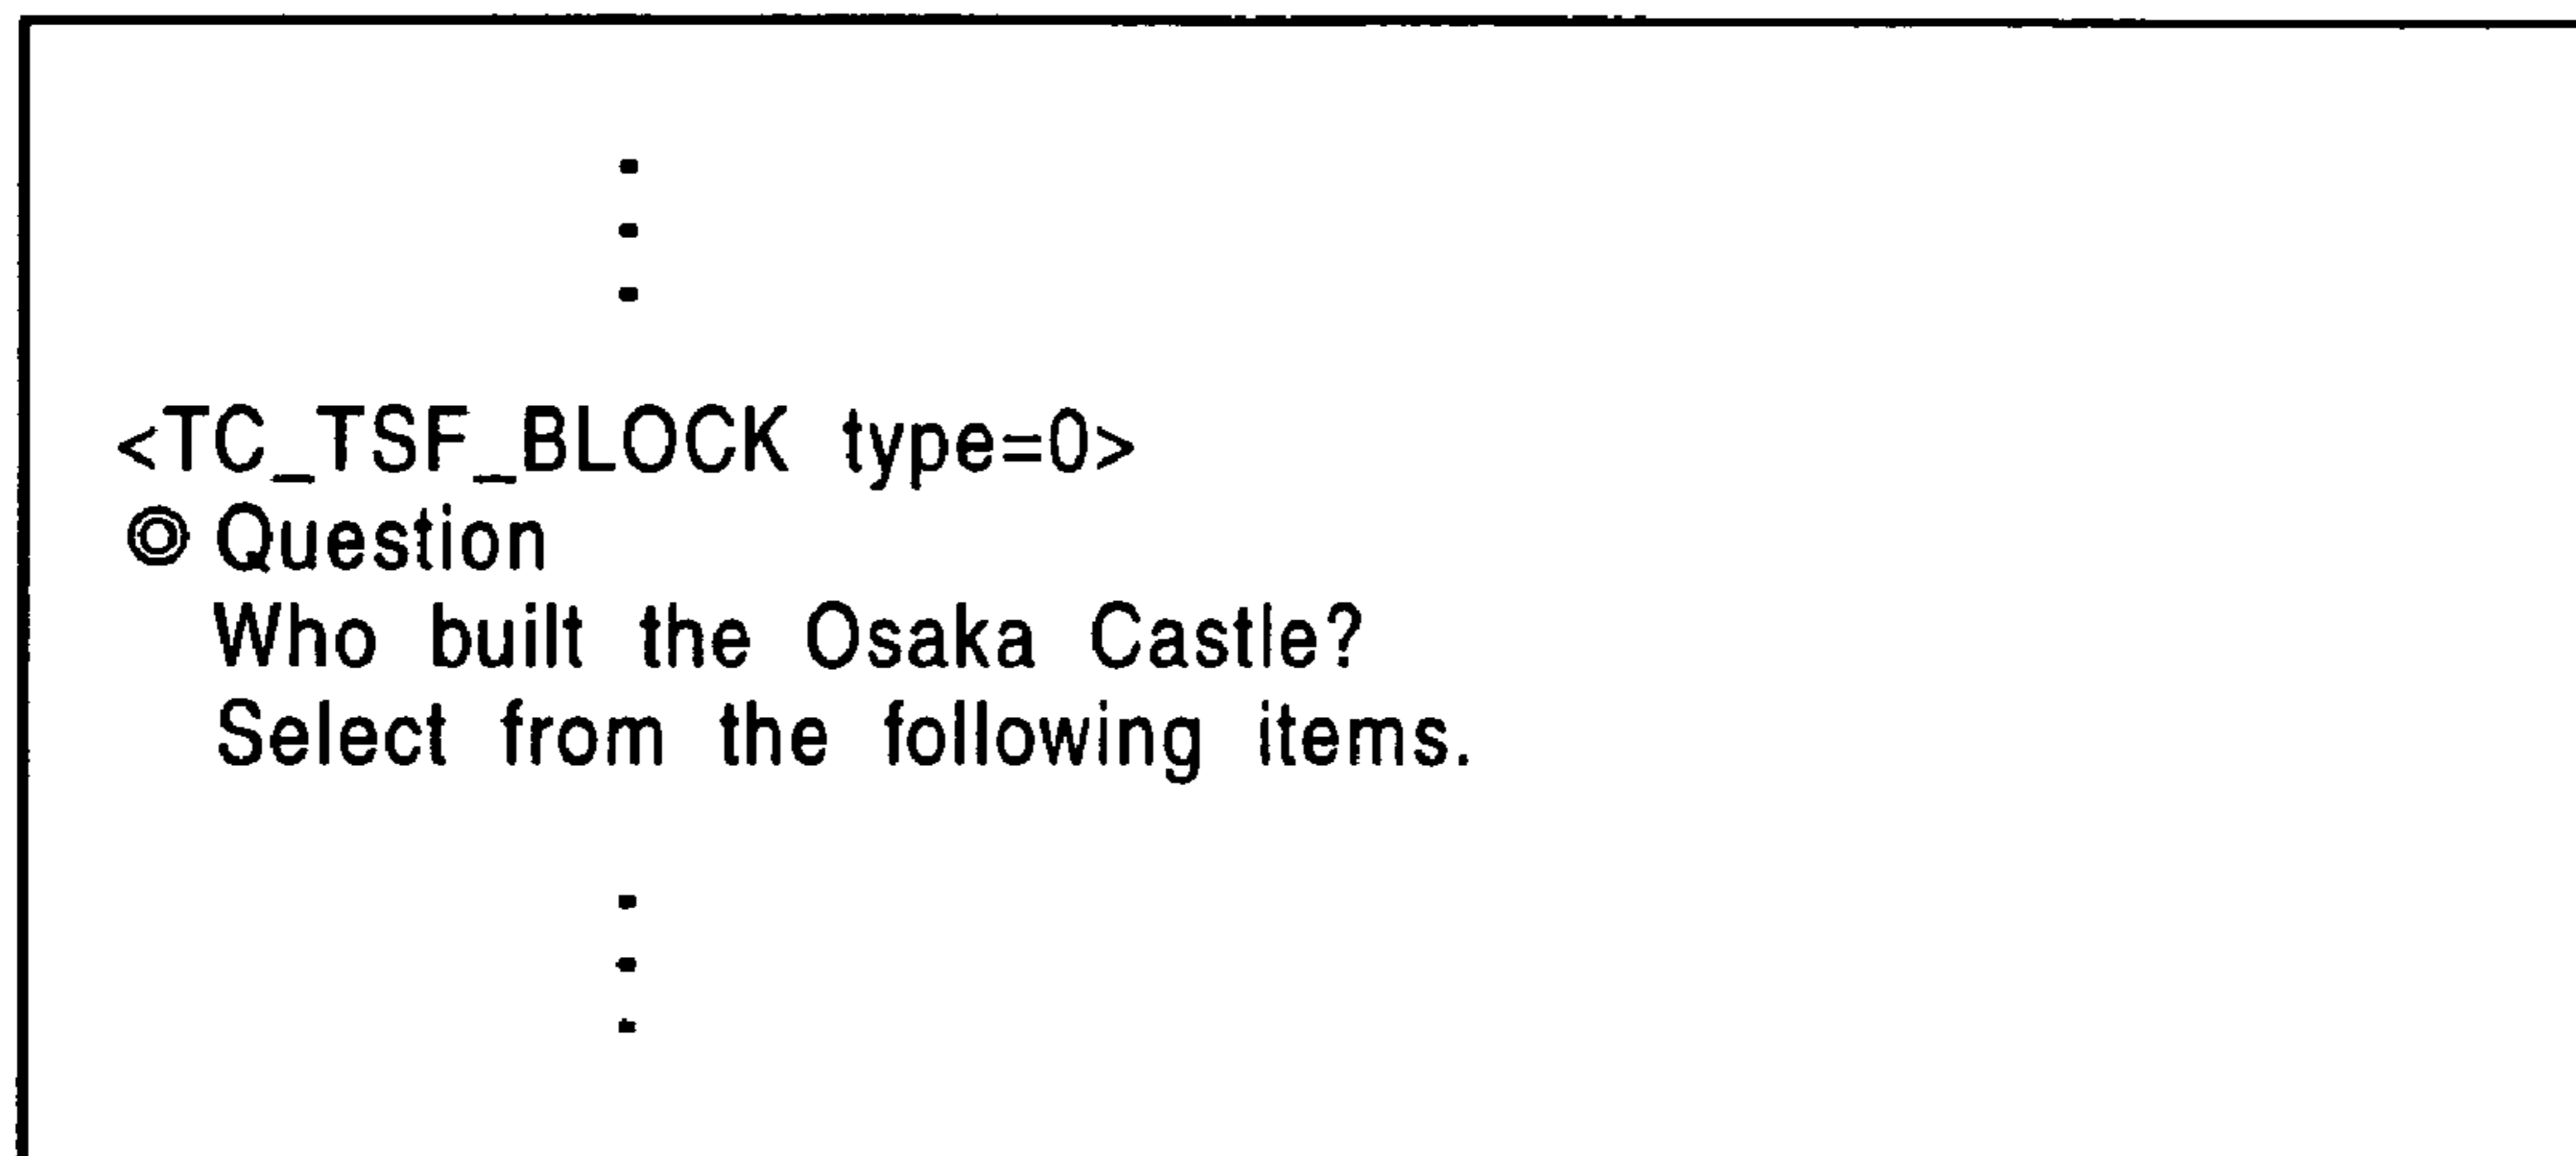 <TC_TSF_BLOCK type=0>
◎ Question
Who built the Osaka Castle?
Select from the following items.